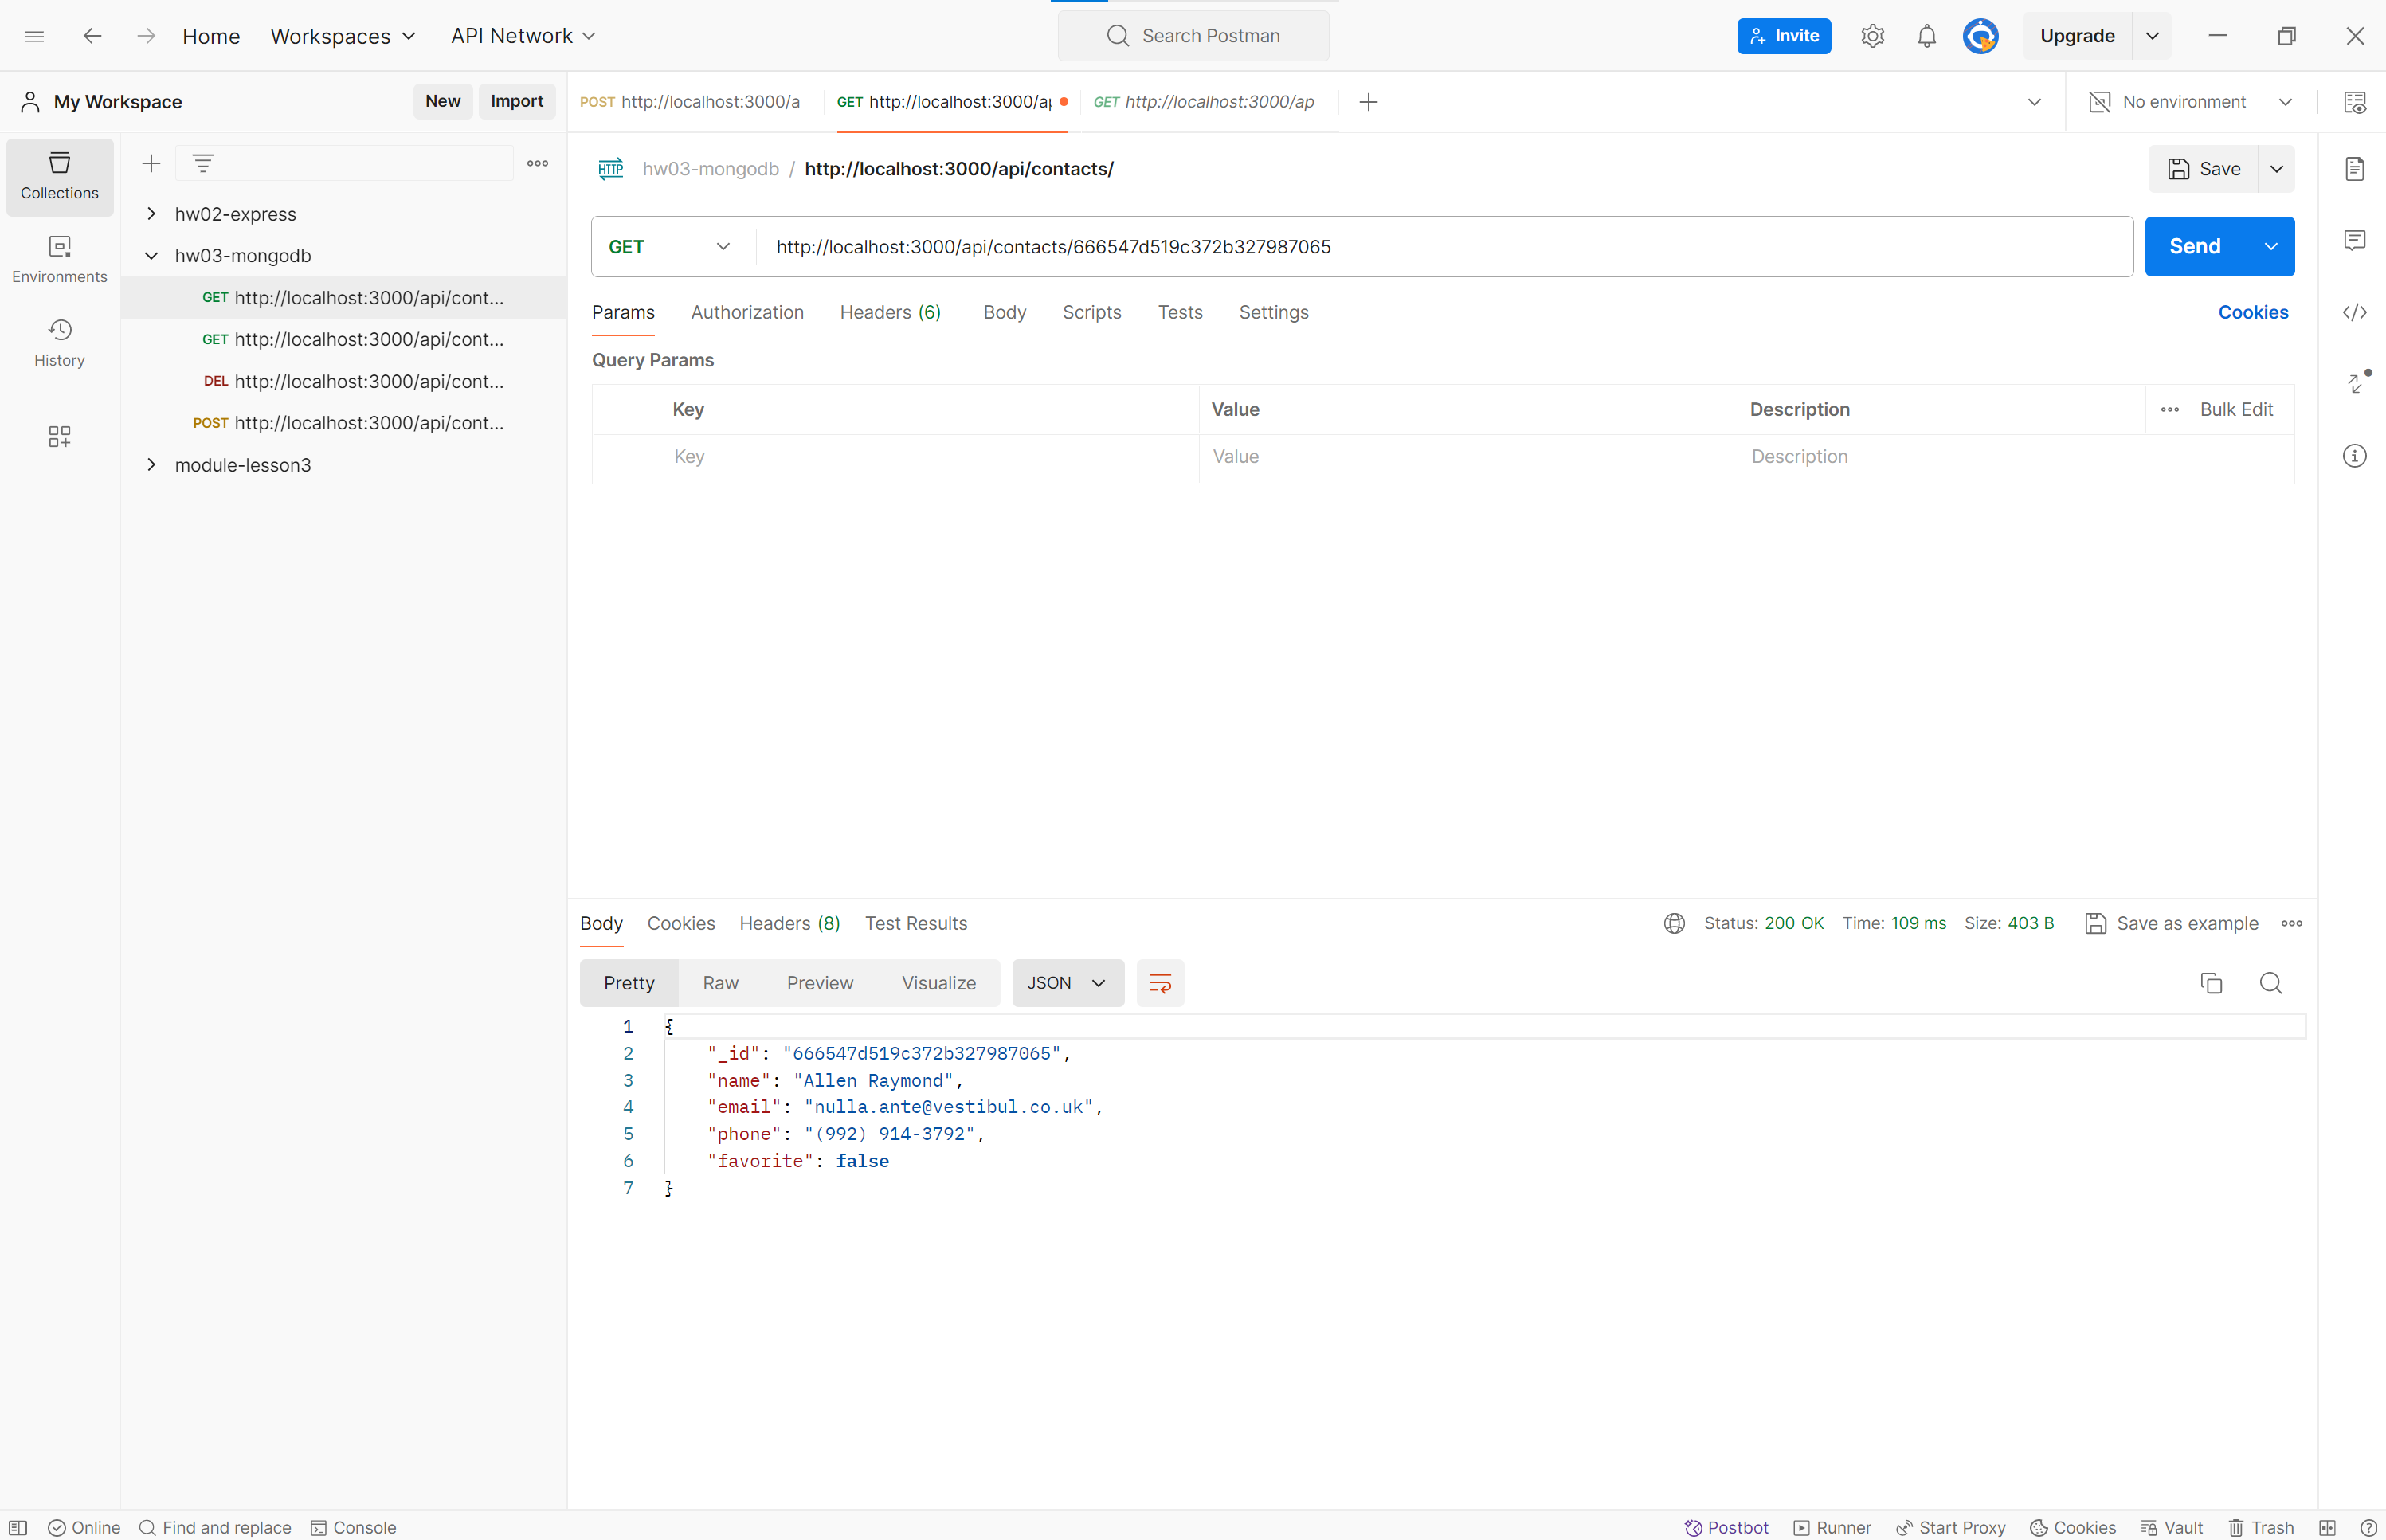 Home Workspaces API Network Search Postman Invite Upgrade
My Workspace New Import
POST http://localhost:3000/a GET http://localhost:3000/a GET http://localhost:3000/ap No environment
Collections
Environments
History
hw02-express
hw03-mongodb
GET http://localhost:3000/api/cont...
GET http://localhost:3000/api/cont...
DEL http://localhost:3000/api/cont...
POST http://localhost:3000/api/cont...
module-lesson3
HTTP hw03-mongodb / http://localhost:3000/api/contacts/ Save
GET http://localhost:3000/api/contacts/666547d519c372b327987065 Send
Params Authorization Headers (6) Body Scripts Tests Settings Cookies
Query Params
Key Value Description Bulk Edit
Key Value Description
Body Cookies Headers (8) Test Results Status: 200 OK Time: 109 ms Size: 403 B Save as example
Pretty Raw Preview Visualize JSON
1 {
2 "_id": "666547d519c372b327987065",
3 "name": "Allen Raymond",
4 "email": "nulla.ante@vestibul.co.uk",
5 "phone": "(992) 914-3792",
6 "favorite": false
7 }
Online Find and replace Console Postbot Runner Start Proxy Cookies Vault Trash